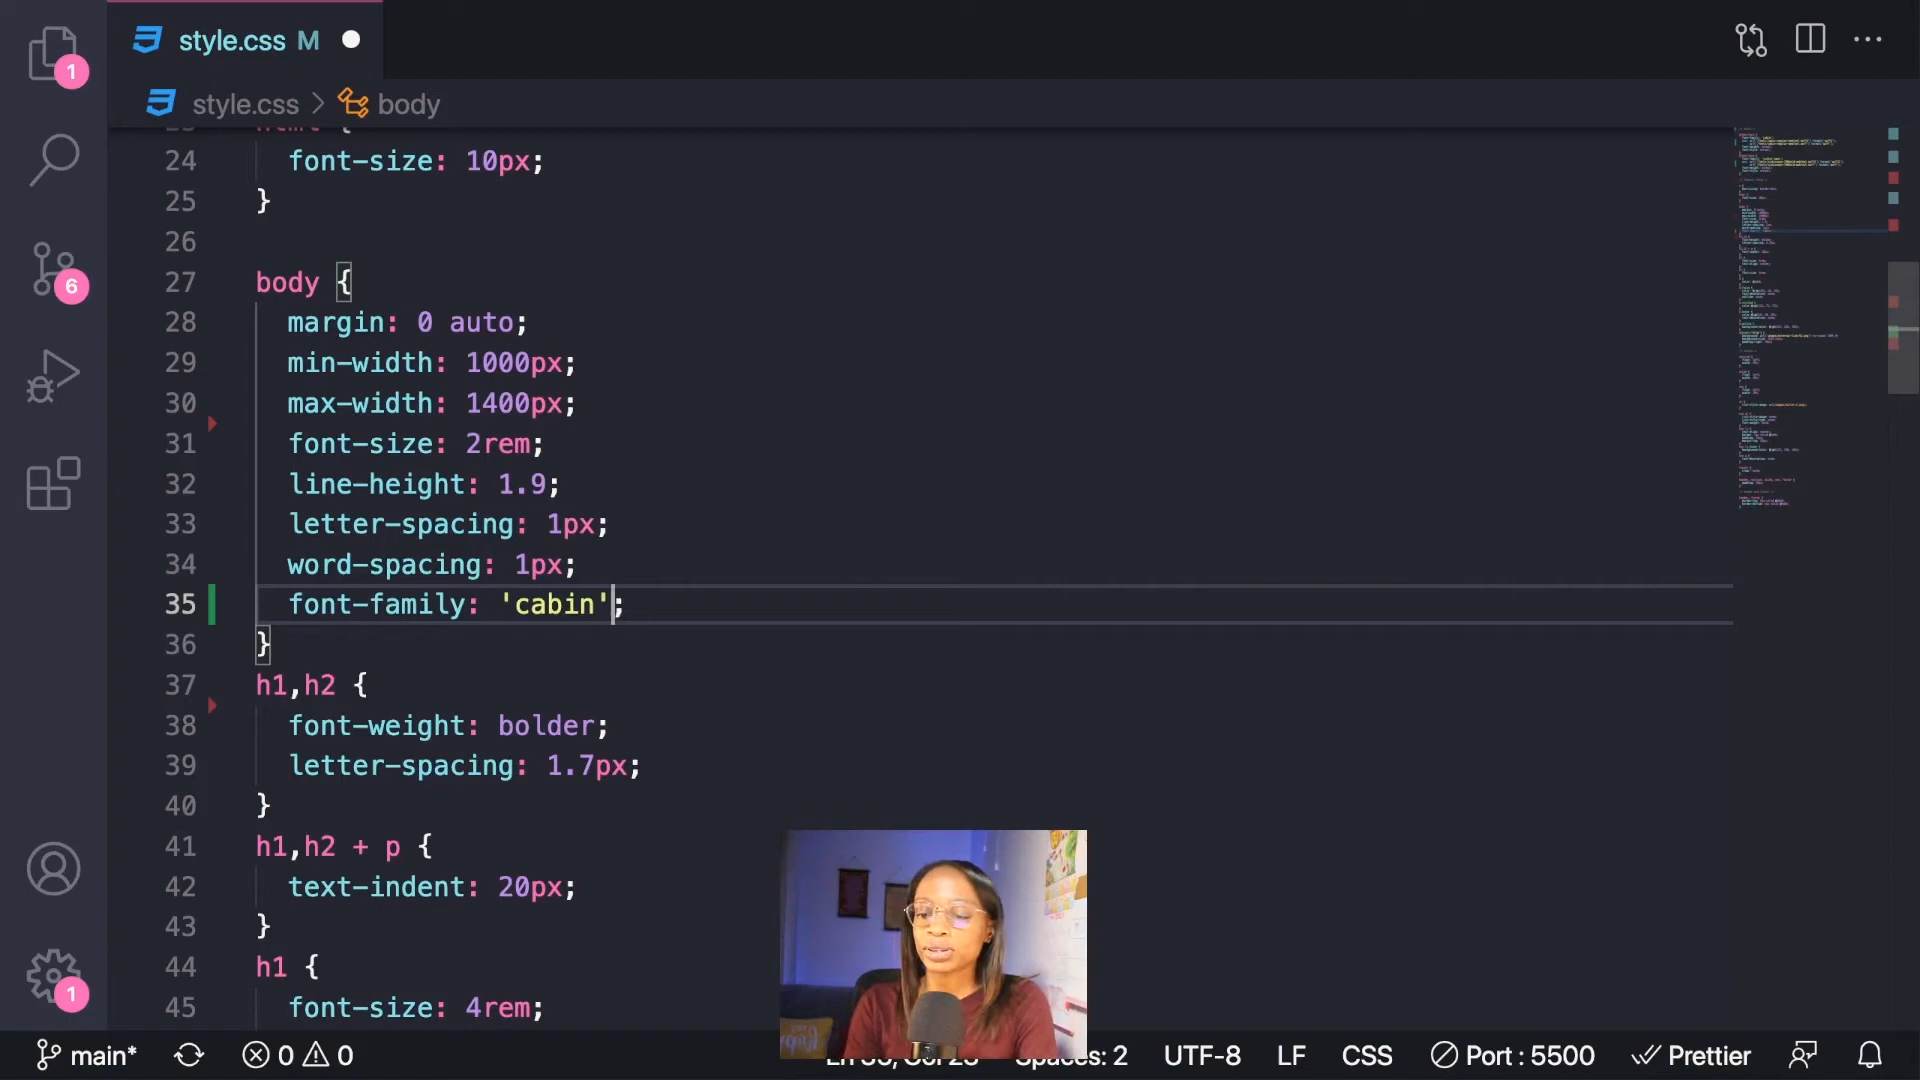 1
style.css M
style.css > body
24 font-size: 10px;
25 }
26
27 body {
28 margin: 0 auto;
29 min-width: 1000px;
30 max-width: 1400px;
31 font-size: 2rem;
32 line-height: 1.9;
33 letter-spacing: 1px;
34 word-spacing: 1px;
35 font-family: 'cabin';
36 }
37 h1,h2 {
38 font-weight: bolder;
39 letter-spacing: 1.7px;
40 }
41 h1,h2 + p {
42 text-indent: 20px;
43 }
44 h1 {
45 font-size: 4rem;
6
1
main* 0 0 Spaces: 2 UTF-8 LF CSS Port : 5500 Prettier